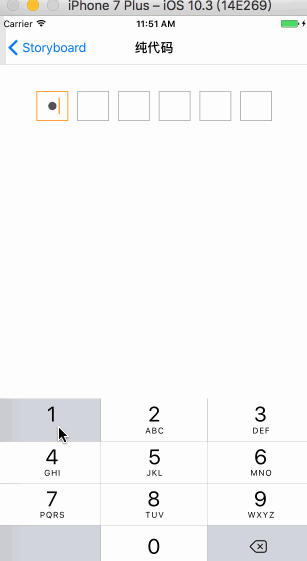 iPhone 7 Plus – iOS 10.3 (14E269)
Carrier 11:51 AM
Storyboard 纯代码
1 2 3
ABC DEF
4 5 6
GHI JKL MNO
7 8 9
PQRS TUV WXYZ
0